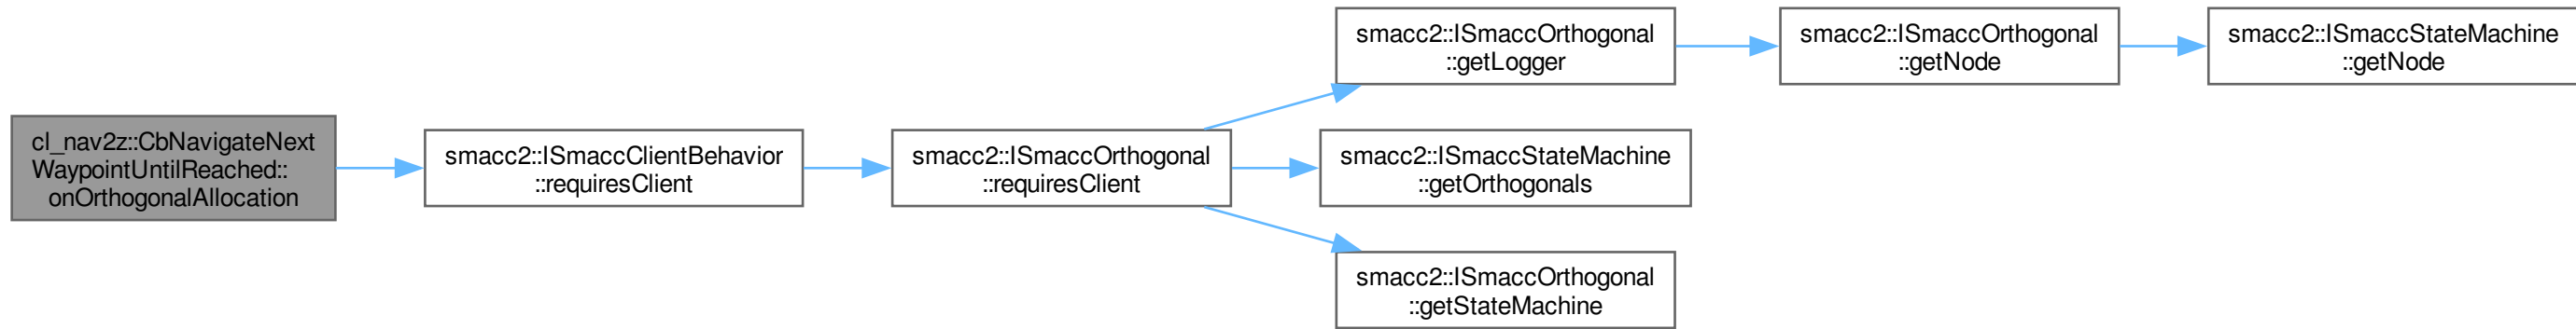 cl_nav2z::CbNavigateNext
WaypointUntilReached::
onOrthogonalAllocation
smacc2::ISmaccClientBehavior
::requiresClient
smacc2::ISmaccOrthogonal
::requiresClient
smacc2::ISmaccOrthogonal
::getLogger
smacc2::ISmaccOrthogonal
::getNode
smacc2::ISmaccStateMachine
::getNode
smacc2::ISmaccStateMachine
::getOrthogonals
smacc2::ISmaccOrthogonal
::getStateMachine